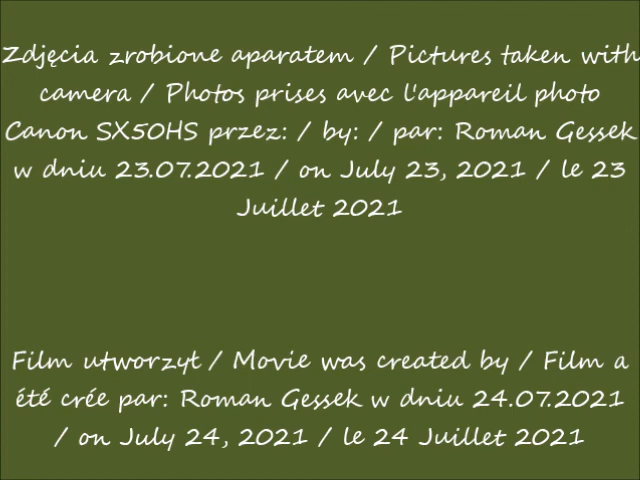 Zdjęcia zrobione aparatem / Pictures taken with
camera / Photos prises avec l'appareil photo
Canon SX50HS przez: / by: / par: Roman Gessek
w dniu 23.07.2021 / on July 23, 2021 / le 23
Juillet 2021
Film utworzył / Movie was created by / Film a
été crée par: Roman Gessek w dniu 24.07.2021
/ on July 24, 2021 / le 24 Juillet 2021